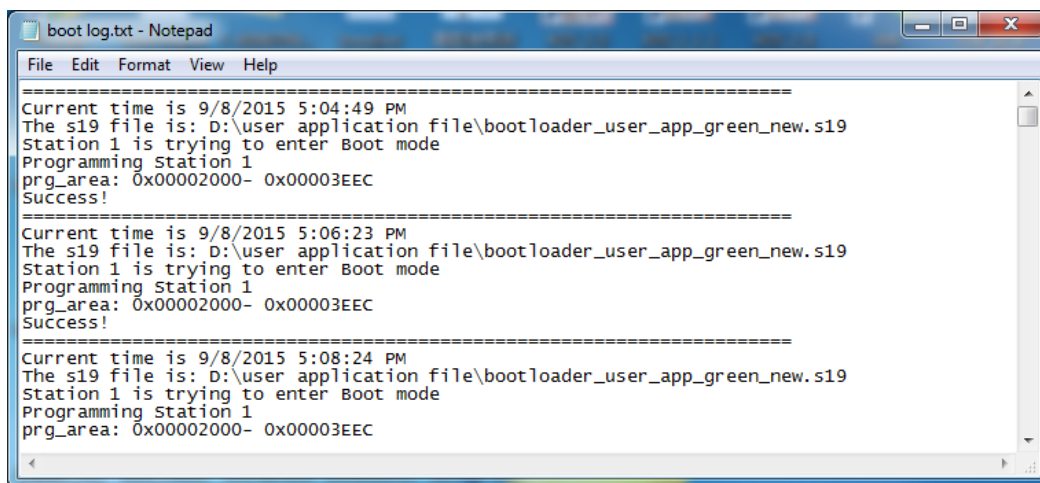 boot log.txt - Notepad
File Edit Format View Help
======================================================================
Current time is 9/8/2015 5:04:49 PM
The s19 file is: D:\user application file\bootloader_user_app_green_new.s19
Station 1 is trying to enter Boot mode
Programming Station 1
prg_area: 0x00002000- 0x00003EEC
Success!
======================================================================
Current time is 9/8/2015 5:06:23 PM
The s19 file is: D:\user application file\bootloader_user_app_green_new.s19
Station 1 is trying to enter Boot mode
Programming Station 1
prg_area: 0x00002000- 0x00003EEC
Success!
======================================================================
Current time is 9/8/2015 5:08:24 PM
The s19 file is: D:\user application file\bootloader_user_app_green_new.s19
Station 1 is trying to enter Boot mode
Programming Station 1
prg_area: 0x00002000- 0x00003EEC